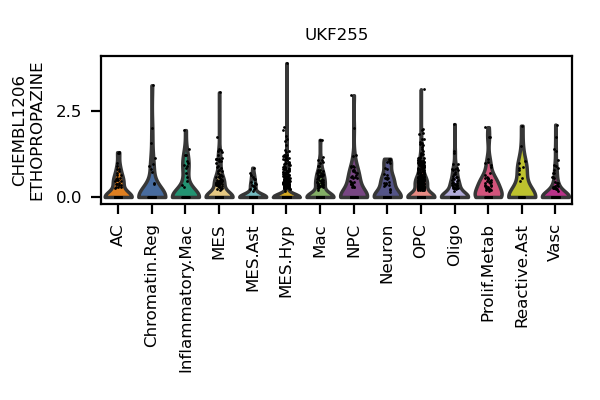 UKF255
CHEMBL1206
ETHOPROPAZINE
2.5
0.0
AC
Chromatin.Reg
Inflammatory.Mac
MES
MES.Ast
MES.Hyp
Mac
NPC
Neuron
OPC
Oligo
Prolif.Metab
Reactive.Ast
Vasc